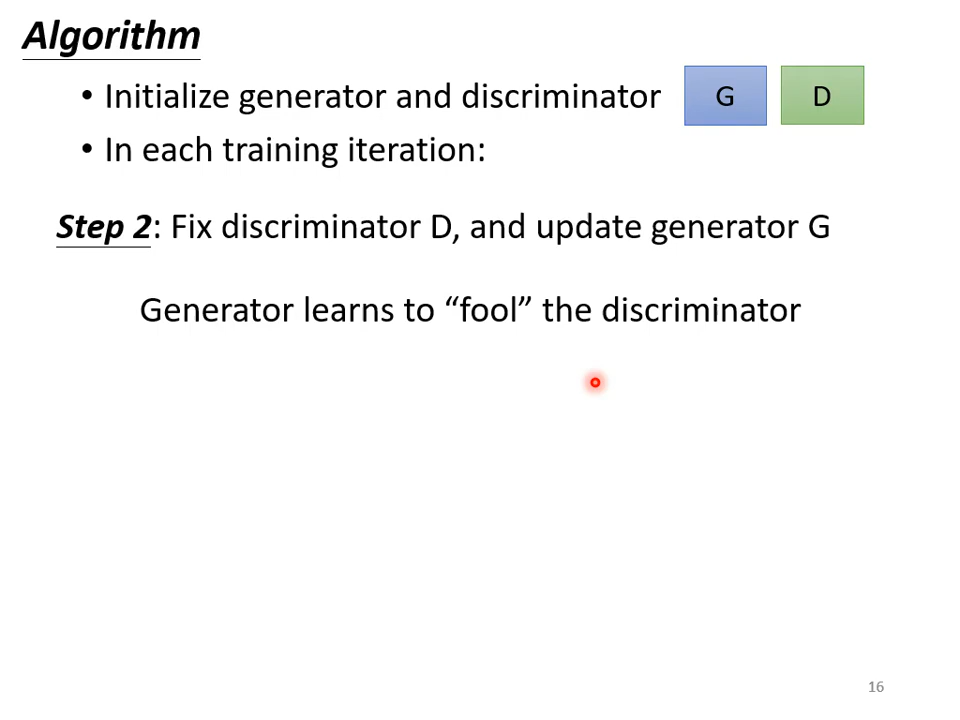 Algorithm
• Initialize generator and discriminator G D
• In each training iteration:
Step 2: Fix discriminator D, and update generator G
Generator learns to “fool” the discriminator
16